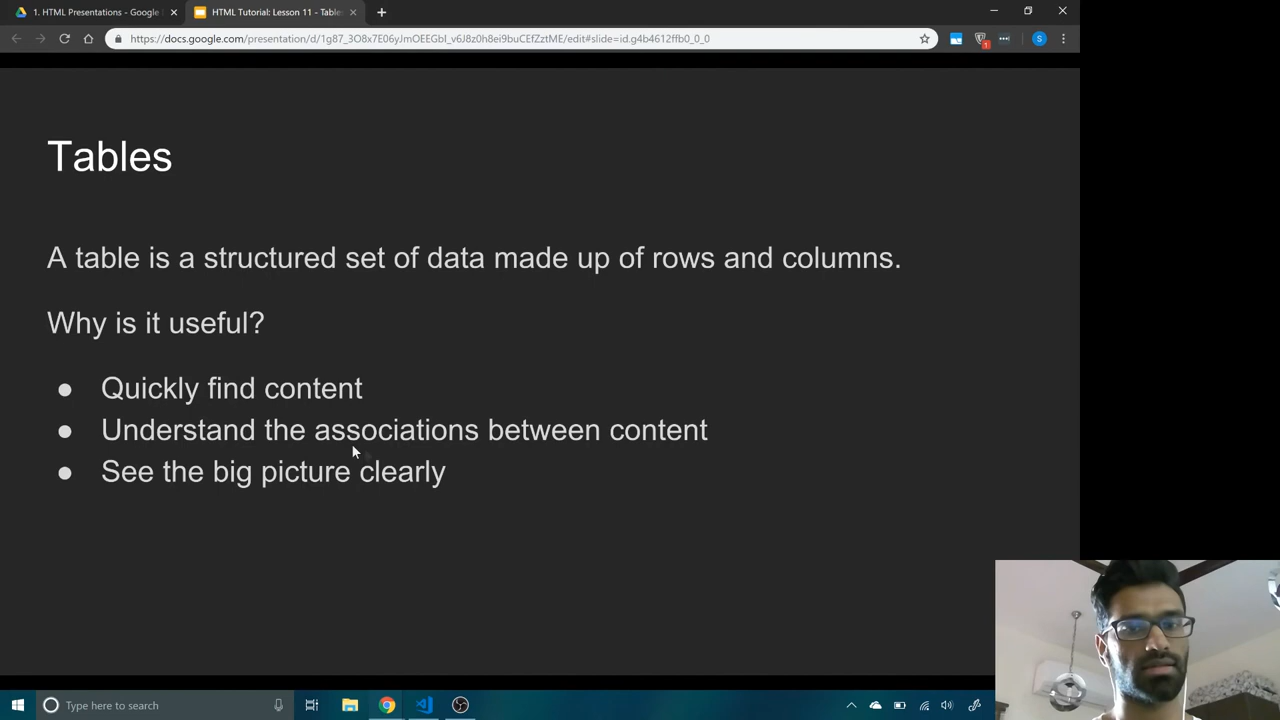 1. HTML Presentations - Google
HTML Tutorial: Lesson 11 - Table
https://docs.google.com/presentation/d/1g87_3O8x7E06yJmOEEGbI_v6J8z0h8ei9buCEfZztME/edit#slide=id.g4b4612ffb0_0_0
1
S
Tables
A table is a structured set of data made up of rows and columns.
Why is it useful?
● Quickly find content
● Understand the associations between content
● See the big picture clearly
Type here to search